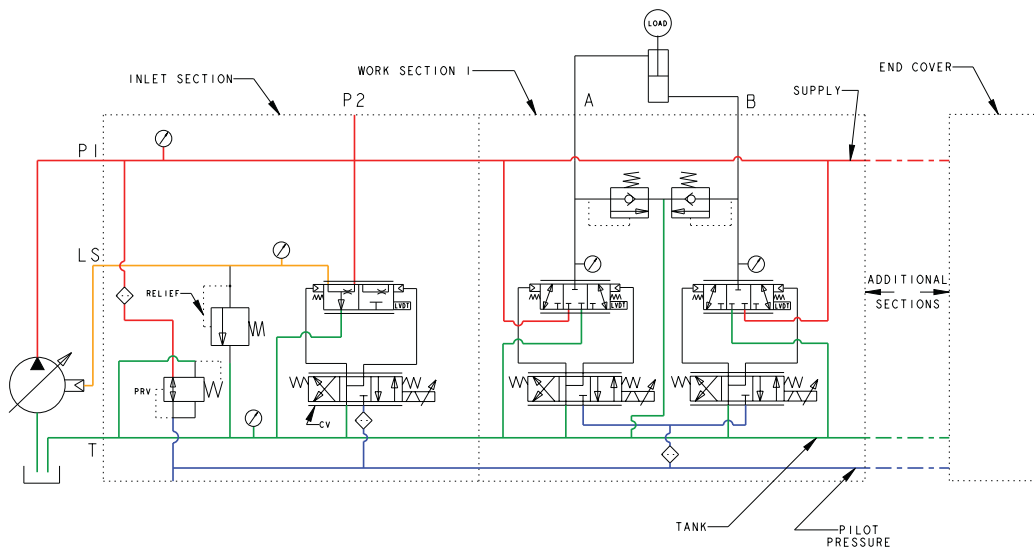 LOAD
INLET SECTION
WORK SECTION 1
END COVER
P2
A
B
SUPPLY
P1
LS
RELIEF
LVDT
LVDT
LVDT
ADDITIONAL
SECTIONS
PRV
CV
T
TANK
PILOT
PRESSURE